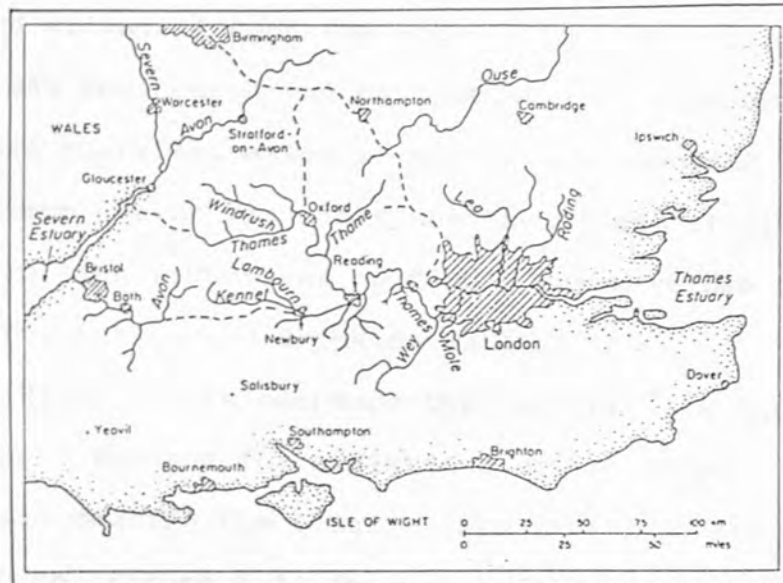 Birmingham
Severn
Worcester
WALES
Avon
Stratford-
on-Avon
Northampton
Ouse
Cambridge
Ipswich
Gloucester
Severn
Estuary
Windrush
Thames
Oxford
Thame
Lea
Roding
Bristol
Bath
Avon
Lambourn
Kennel
Newbury
Reading
Thames
Wey
Mole
London
Thames
Estuary
Salisbury
Dover
Yeovil
Southampton
Bournemouth
Brighton
ISLE OF WIGHT
0 25 50 75 100 km
0 25 50 miles